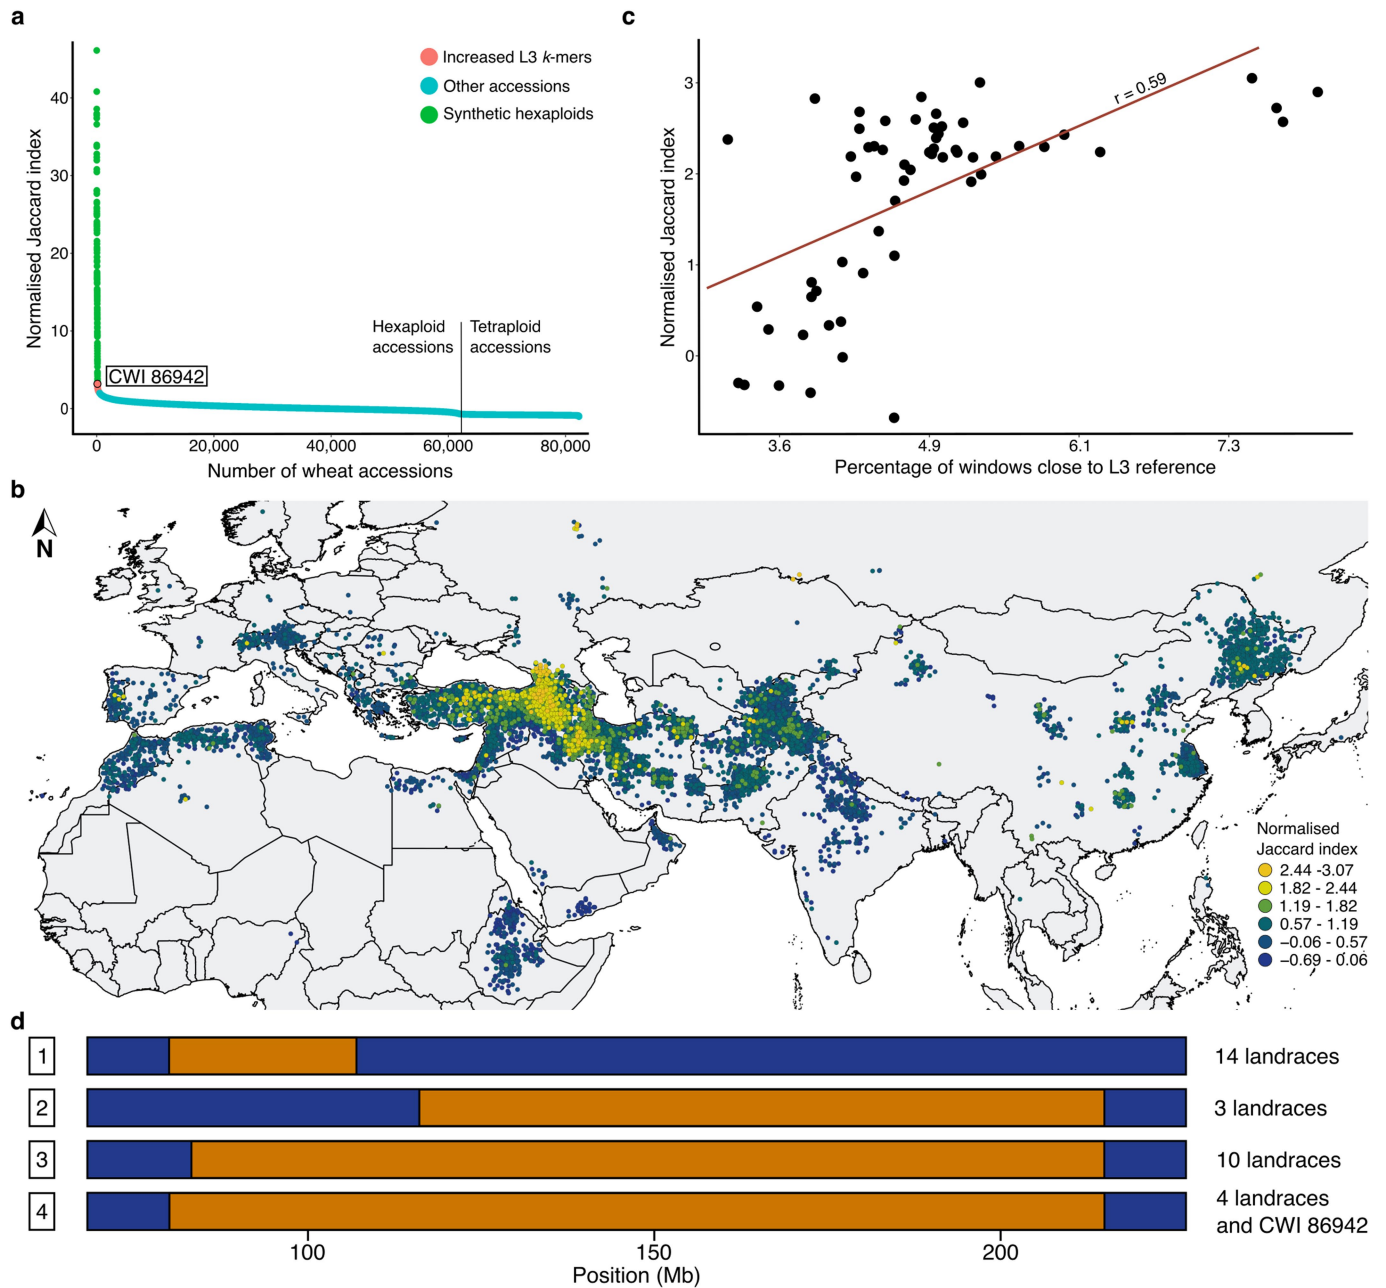 a
Normalised Jaccard index
40
30
20
10
0
Increased L3 k-mers
Other accessions
Synthetic hexaploids
Hexaploid
accessions
Tetraploid
accessions
CWI 86942
0
20,000
40,000
60,000
80,000
Number of wheat accessions
c
Normalised Jaccard index
3
2
1
0
r = 0.59
3.6
4.9
6.1
7.3
Percentage of windows close to L3 reference
b
N
Normalised
Jaccard index
2.44 -3.07
1.82 - 2.44
1.19 - 1.82
0.57 - 1.19
−0.06 - 0.57
−0.69 - 0.06
d
1
14 landraces
2
3 landraces
3
10 landraces
4
4 landraces
and CWI 86942
100
150
200
Position (Mb)